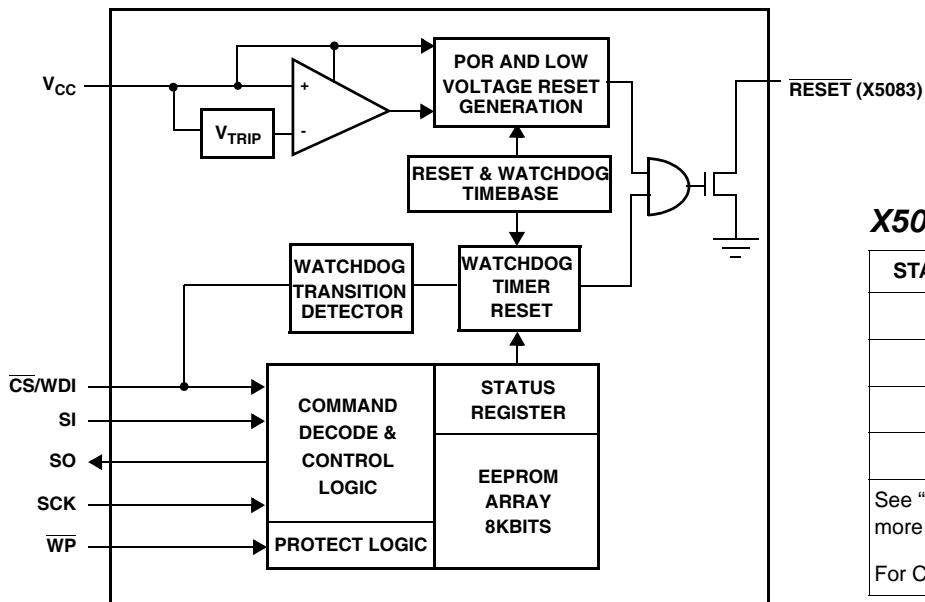 V_CC
+
-
V_TRIP
POR AND LOW
VOLTAGE RESET
GENERATION
RESET (X5083)
RESET & WATCHDOG
TIMEBASE
WATCHDOG
TRANSITION
DETECTOR
WATCHDOG
TIMER
RESET
CS/WDI
SI
SO
SCK
WP
COMMAND
DECODE &
CONTROL
LOGIC
PROTECT LOGIC
STATUS
REGISTER
EEPROM
ARRAY
8KBITS
X50
STA
See “
more
For C